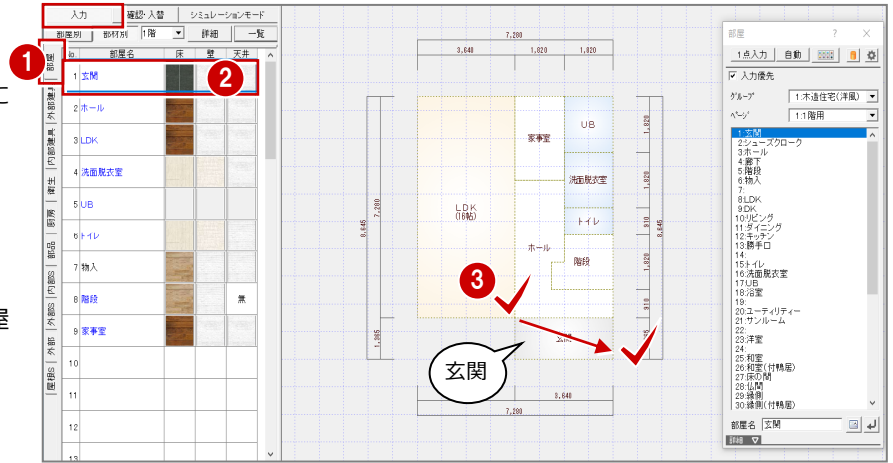 入力 確認・入替 シミュレーションモード
部屋別 部材別 1階 詳細 一覧
部屋名 床 壁 天井
1 玄関
2 ホール
3 LDK
4 洗面脱衣室
5 UB
6 トイレ
7 物入
8 階段 無
9 家事室
10
11
12
13
部屋
外部建具
内部建具
衛生
厨房
部品
内部S
外部S
外部
屋根S
1
2
3
に
屋
7,280
3,640 1,820 1,820
家事室
UB
洗面脱衣室
LDK
(16帖)
トイレ
ホール
階段
玄関
玄関
8,645
7,280
1,365
1,820
1,820
910
1,820
910
8,645
3,640
7,280
部屋 ? ×
1点入力 自動
入力優先
グループ 1:木造住宅(洋風)
ページ 1:1階用
1:玄関
2:シューズクローク
3:ホール
4:廊下
5:階段
6:物入
7:
8:LDK
9:DK
10:リビング
11:ダイニング
12:キッチン
13:勝手口
14:
15:トイレ
16:洗面脱衣室
17:UB
18:浴室
19:
20:ユーティリティー
21:サンルーム
22:
23:洋室
24:
25:和室
26:和室(付鴨居)
27:床の間
28:仏間
29:縁側
30:縁側(付鴨居)
部屋名 玄関
詳細